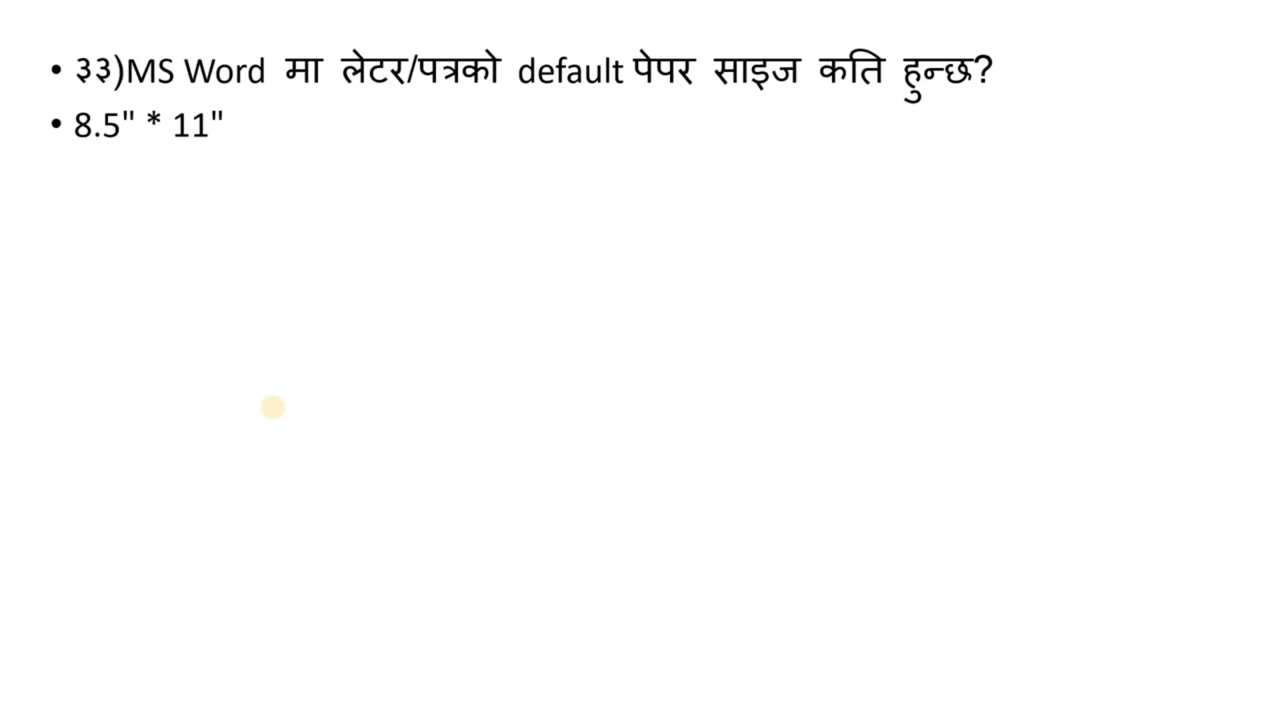 • ३३)MS Word मा लेटर/पत्रको default पेपर साइज कति हुन्छ?
• 8.5" * 11"